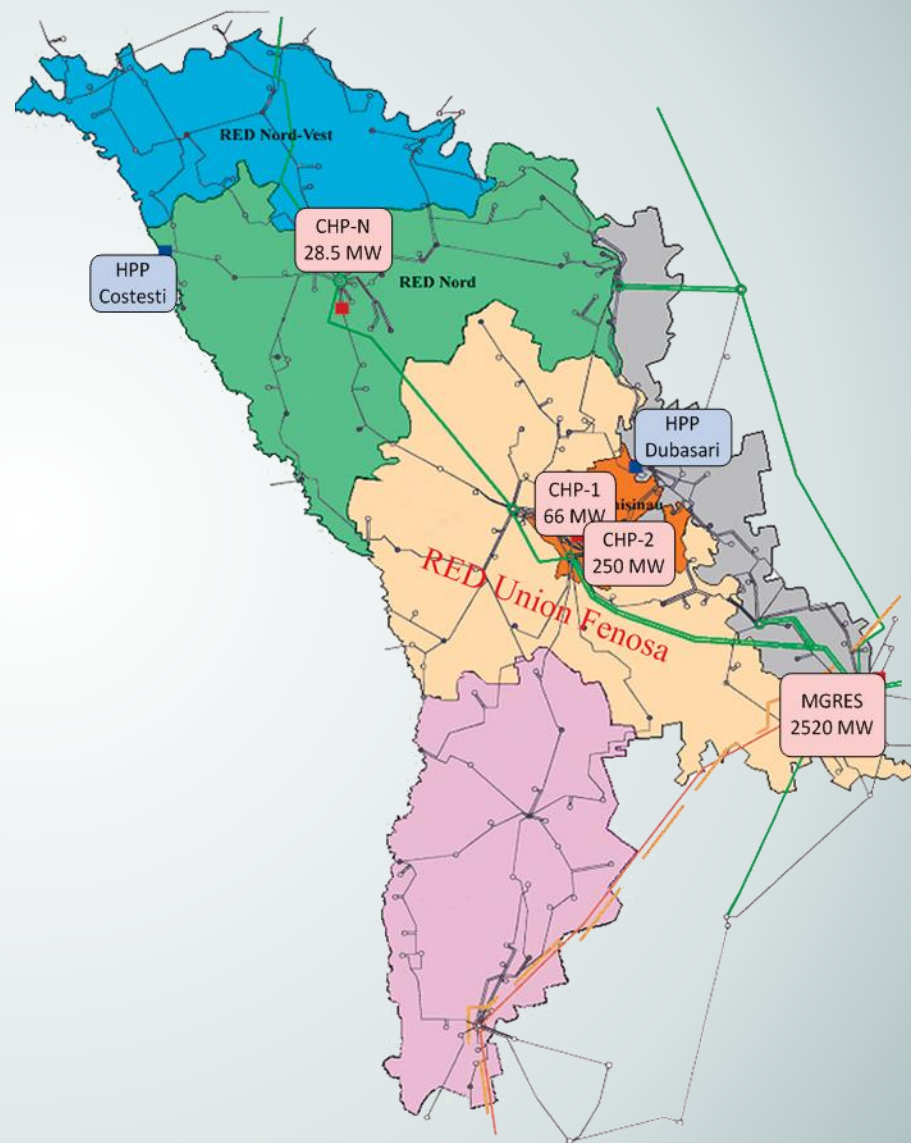 RED Nord-Vest
CHP-N
28.5 MW
HPP
Costesti
RED Nord
HPP
Dubasari
CHP-1
66 MW
CHP-2
250 MW
RED Union Fenosa
MGRES
2520 MW